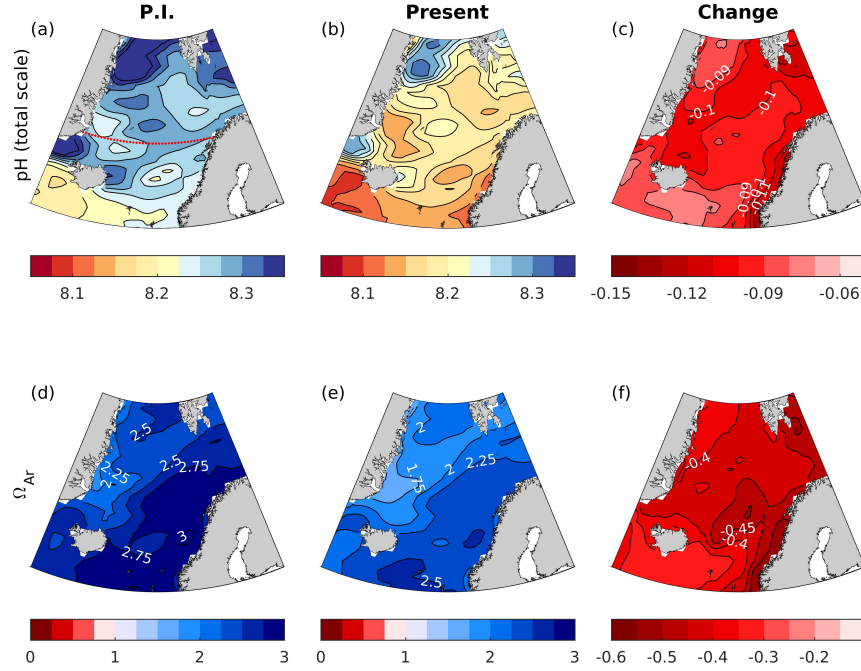 P.I. Present Change
(a) (b) (c)
pH (total scale)
-0.09
-0.1
-0.1
-0.09
-0.1
-0.11
8.1 8.2 8.3
8.1 8.2 8.3
-0.15 -0.12 -0.09 -0.06
(d) (e) (f)
Ω_Ar
2.5
2.5
2.75
2.25
2
2.75
3
2
2
2.25
1.75
2.5
-0.4
-0.45
-0.4
0 1 2 3
0 1 2 3
-0.6 -0.5 -0.4 -0.3 -0.2